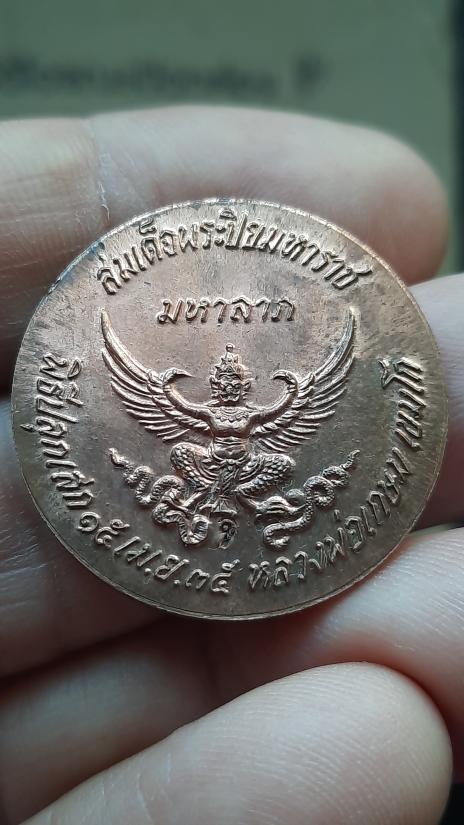 สมเด็จพระปิยมหาราช
มหาลาภ
พิธีปลุกเสก ๑๕ เม.ย.๓๕ หลวงพ่อเกษม เขมโก